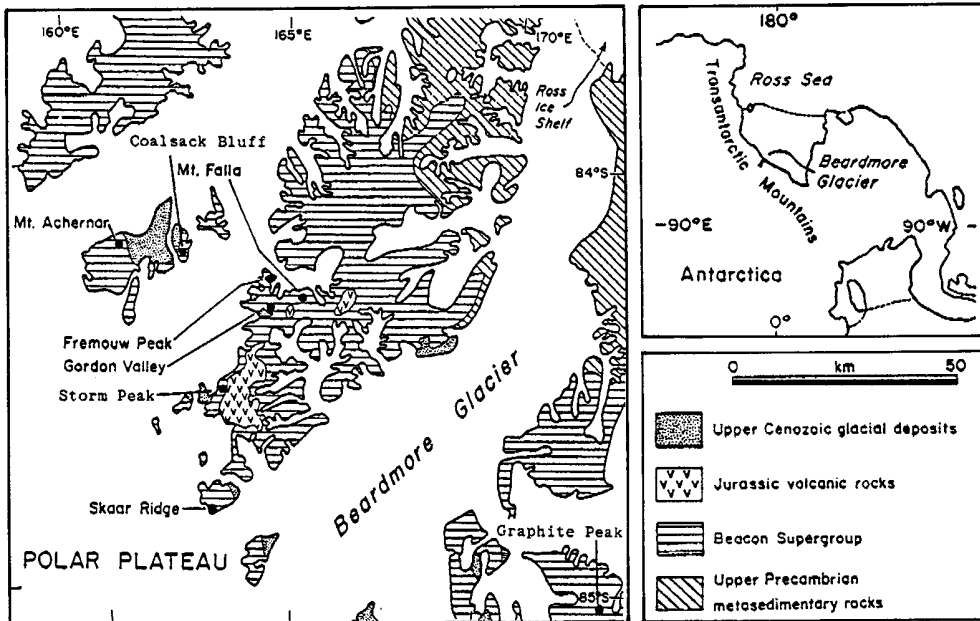 160°E
165°E
170°E
Ross
Ice
Shelf
Coalsack Bluff
Mt. Falla
84°S
Mt. Achernar
Fremouw Peak
Gordon Valley
Storm Peak
Beardmore Glacier
Skaar Ridge
Graphite Peak
POLAR PLATEAU
85°S
180°
Ross Sea
Transantarctic Mountains
Beardmore
Glacier
90°E
90°W
Antarctica
0°
0 50
km
Upper Cenozoic glacial deposits
Jurassic volcanic rocks
Beacon Supergroup
Upper Precambrian
metasedimentary rocks